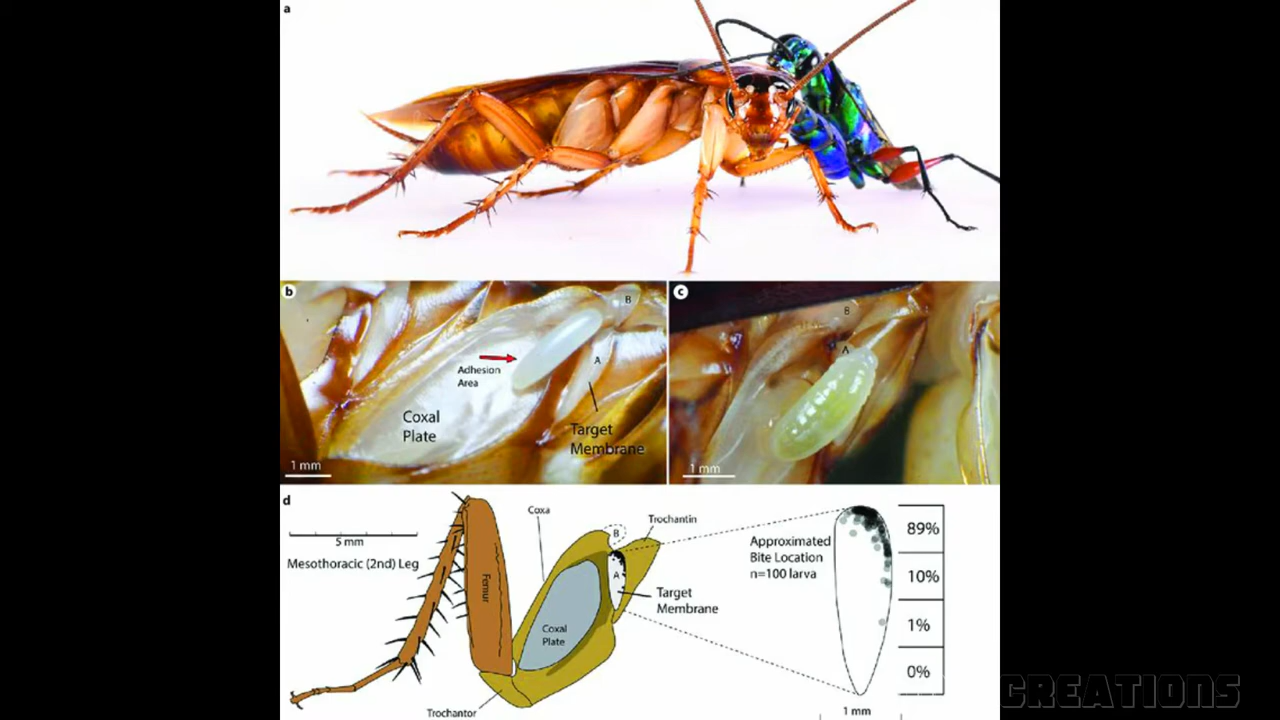 a
b
B
A
Adhesion
Area
Coxal
Plate
Target
Membrane
1 mm
c
B
A
1 mm
d
5 mm
Mesothoracic (2nd) Leg
Femur
Coxa
B
Trochantin
A
Target
Membrane
Coxal
Plate
Trochantor
Approximated
Bite Location
n=100 larva
89%
10%
1%
0%
1 mm
CREATIONS